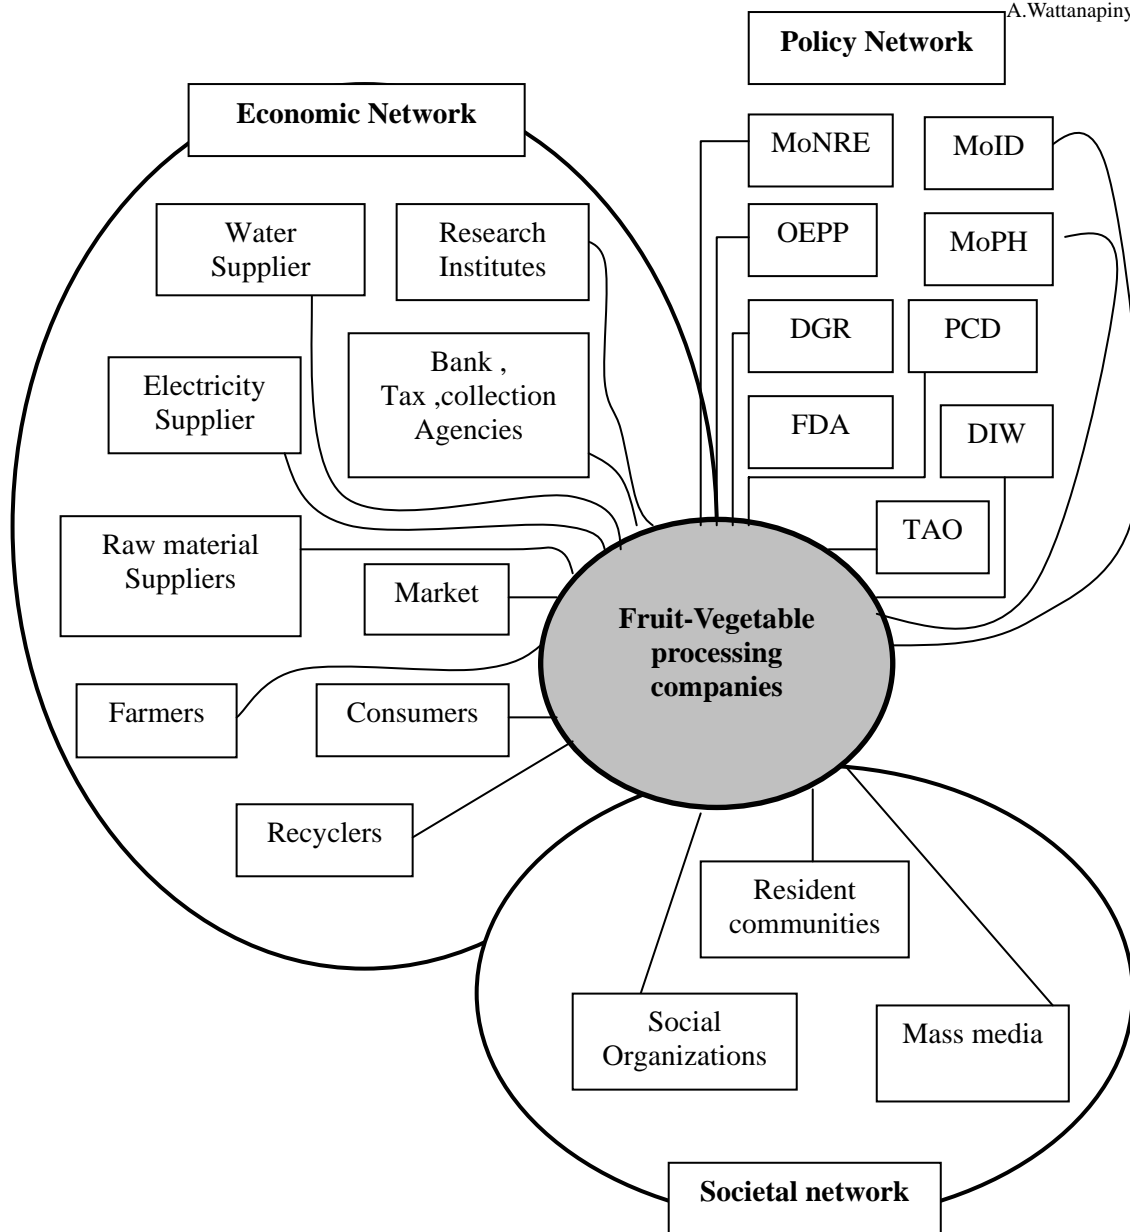 A.Wattanapiny
Policy Network
Economic Network
MoNRE
MoID
Water
Supplier
Research
Institutes
OEPP
MoPH
DGR
PCD
Bank ,
Tax ,collection
Agencies
Electricity
Supplier
FDA
DIW
TAO
Raw material
Suppliers
Market
Fruit-Vegetable
processing
companies
Farmers
Consumers
Recyclers
Resident
communities
Social
Organizations
Mass media
Societal network